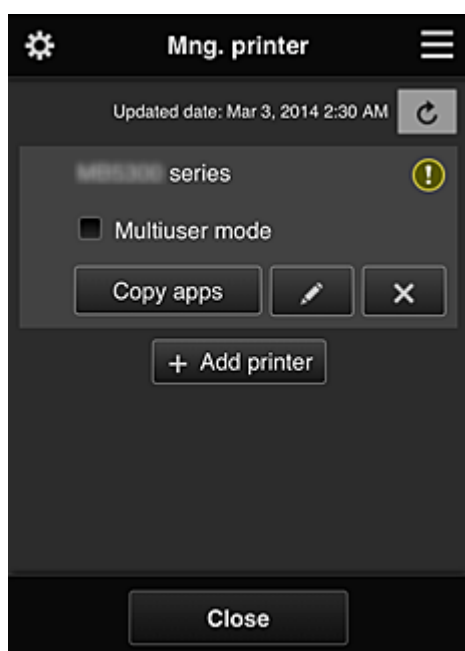 Mng. printer
Updated date: Mar 3, 2014 2:30 AM
series
Multiuser mode
Copy apps
+ Add printer
Close